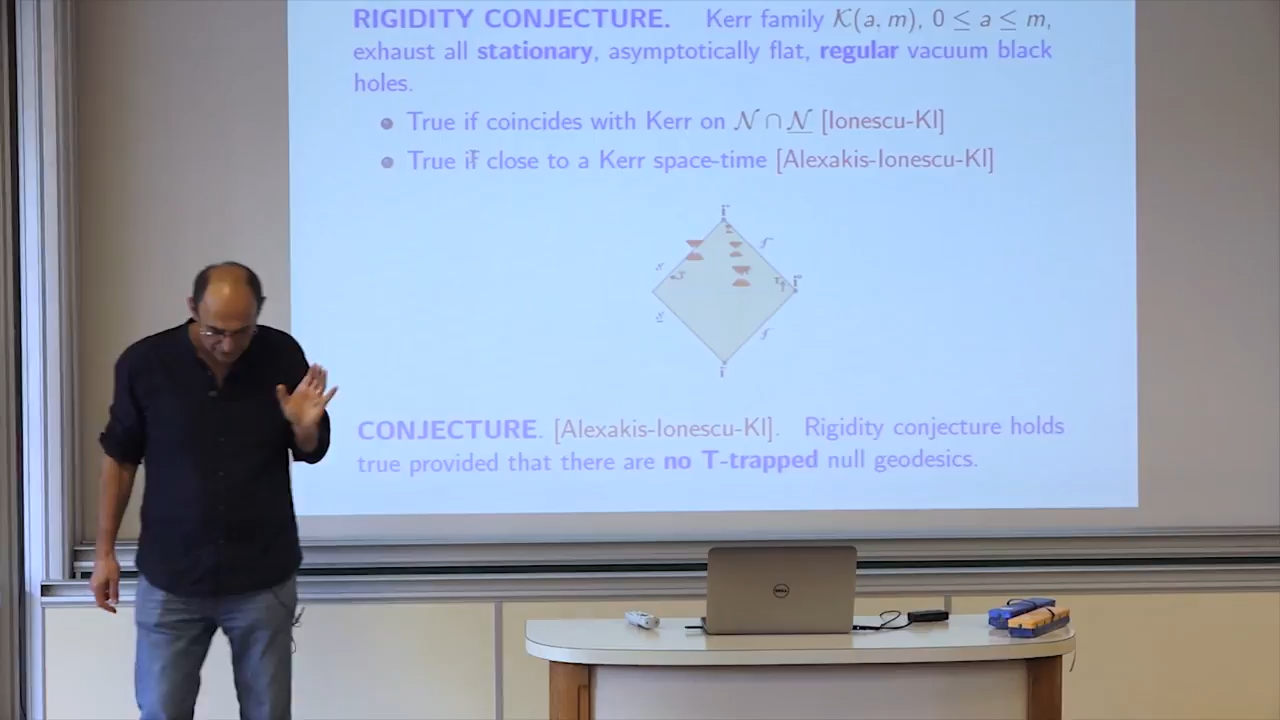 RIGIDITY CONJECTURE. Kerr family 𝒦(a, m), 0 ≤ a ≤ m,
exhaust all stationary, asymptotically flat, regular vacuum black
holes.
• True if coincides with Kerr on 𝒩 ∩ 𝒩̲ [Ionescu-Kl]
• True if close to a Kerr space-time [Alexakis-Ionescu-Kl]
CONJECTURE. [Alexakis-Ionescu-Kl]. Rigidity conjecture holds
true provided that there are no T-trapped null geodesics.
DELL